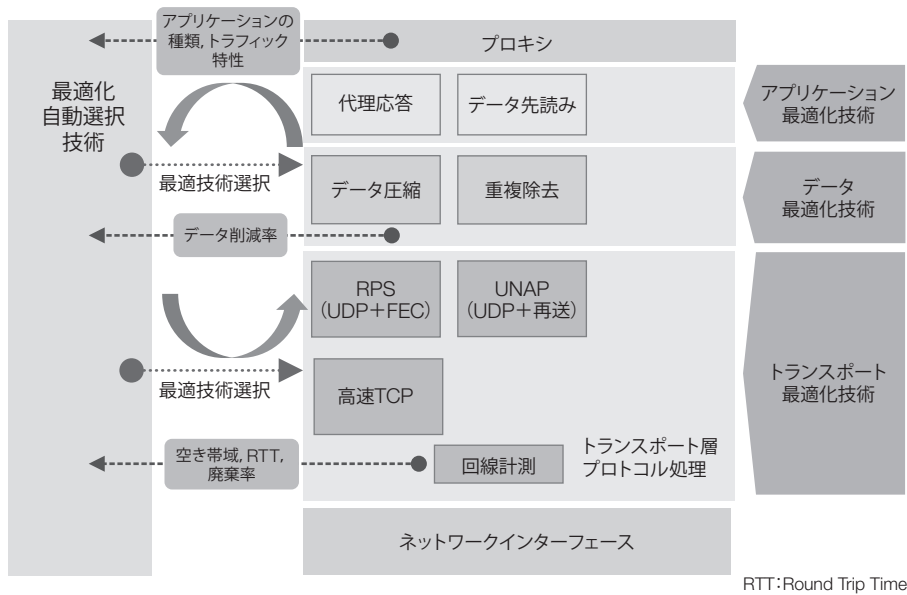 アプリケーションの
種類,トラフィック
特性
プロキシ
最適化
自動選択
技術
代理応答
データ先読み
アプリケーション
最適化技術
最適技術選択
データ圧縮
重複除去
データ
最適化技術
データ削減率
RPS
(UDP+FEC)
UNAP
(UDP+再送)
最適技術選択
高速TCP
トランスポート
最適化技術
空き帯域,RTT,
廃棄率
回線計測
トランスポート層
プロトコル処理
ネットワークインターフェース
RTT:Round Trip Time